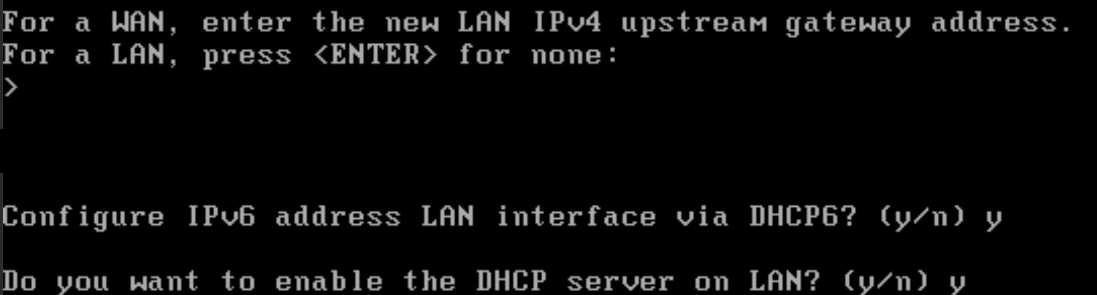 For a WAN, enter the new LAN IPv4 upstream gateway address.
For a LAN, press <ENTER> for none:
>
Configure IPv6 address LAN interface via DHCP6? (y/n) y
Do you want to enable the DHCP server on LAN? (y/n) y